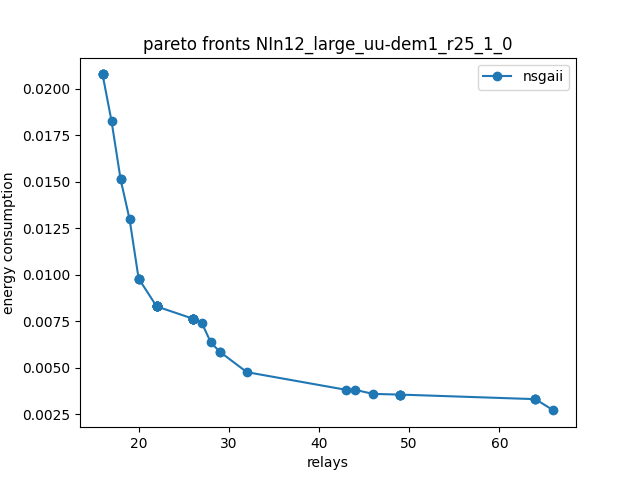 pareto fronts NIn12_large_uu-dem1_r25_1_0
nsgaii
energy consumption
0.0200
0.0175
0.0150
0.0125
0.0100
0.0075
0.0050
0.0025
20 30 40 50 60
relays